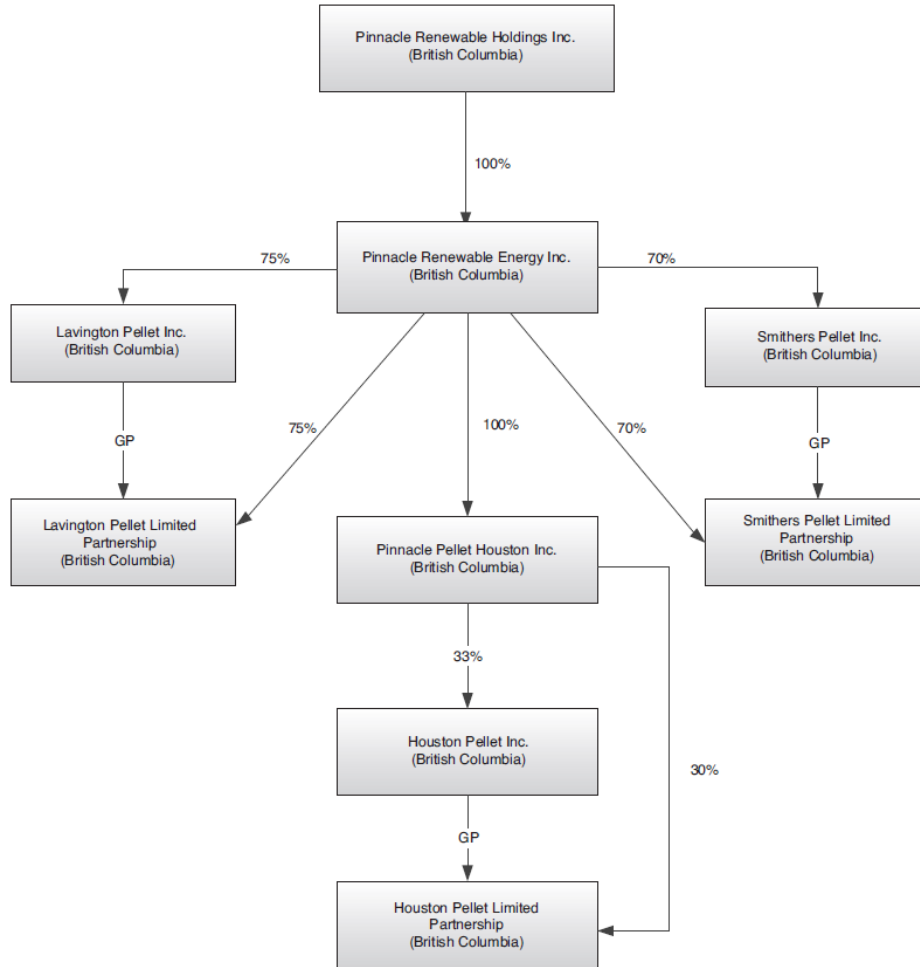 Pinnacle Renewable Holdings Inc.
(British Columbia)
100%
Pinnacle Renewable Energy Inc.
(British Columbia)
75%
70%
Lavington Pellet Inc.
(British Columbia)
Smithers Pellet Inc.
(British Columbia)
GP
75%
100%
70%
GP
Lavington Pellet Limited
Partnership
(British Columbia)
Pinnacle Pellet Houston Inc.
(British Columbia)
Smithers Pellet Limited
Partnership
(British Columbia)
33%
Houston Pellet Inc.
(British Columbia)
30%
GP
Houston Pellet Limited
Partnership
(British Columbia)